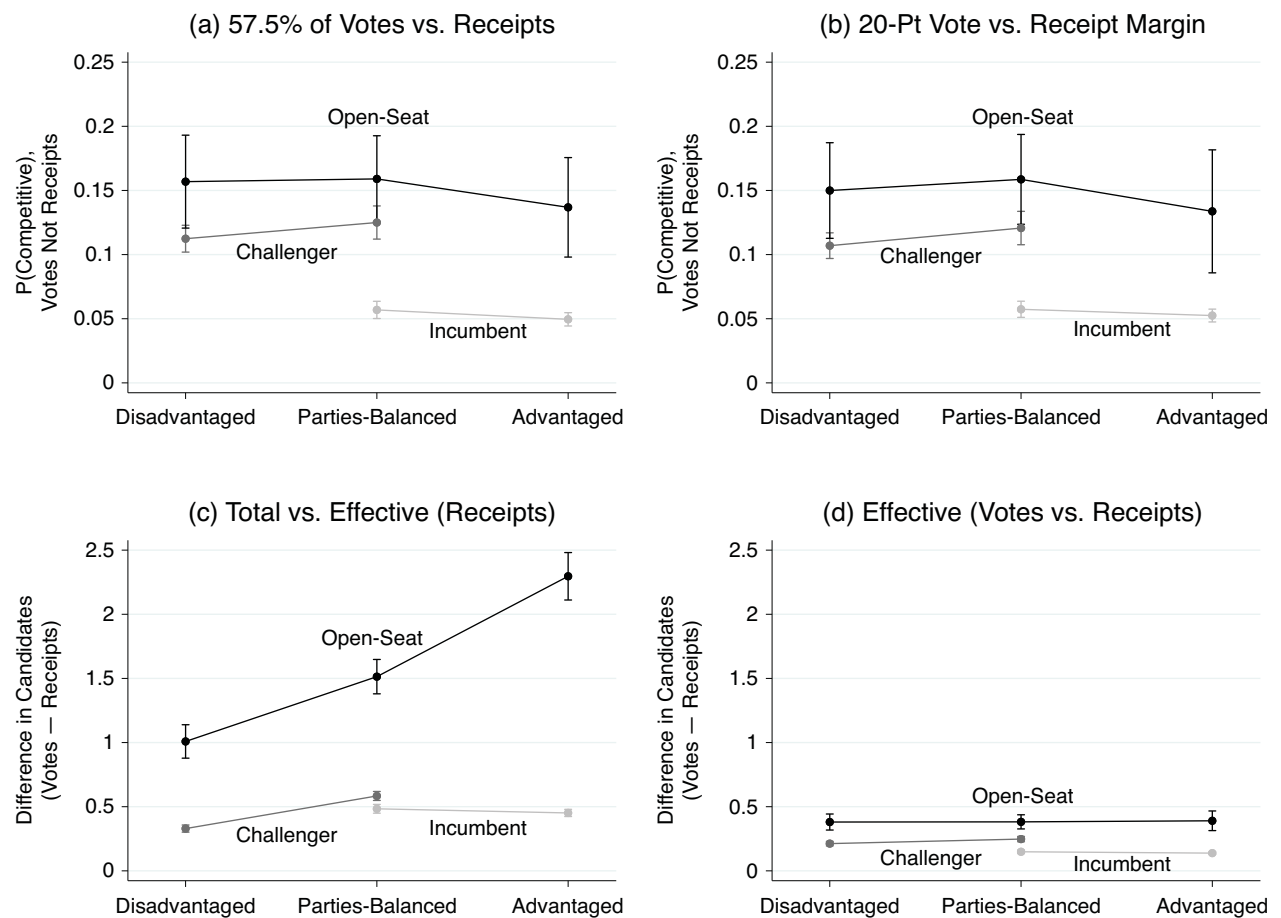 (a) 57.5% of Votes vs. Receipts
P(Competitive),
Votes Not Receipts
0.25
0.2
0.15
0.1
0.05
0
Open-Seat
Challenger
Incumbent
Disadvantaged
Parties-Balanced
Advantaged
(b) 20-Pt Vote vs. Receipt Margin
P(Competitive),
Votes Not Receipts
0.25
0.2
0.15
0.1
0.05
0
Open-Seat
Challenger
Incumbent
Disadvantaged
Parties-Balanced
Advantaged
(c) Total vs. Effective (Receipts)
Difference in Candidates
(Votes — Receipts)
2.5
2
1.5
1
0.5
0
Open-Seat
Challenger
Incumbent
Disadvantaged
Parties-Balanced
Advantaged
(d) Effective (Votes vs. Receipts)
Difference in Candidates
(Votes — Receipts)
2.5
2
1.5
1
0.5
0
Open-Seat
Challenger
Incumbent
Disadvantaged
Parties-Balanced
Advantaged